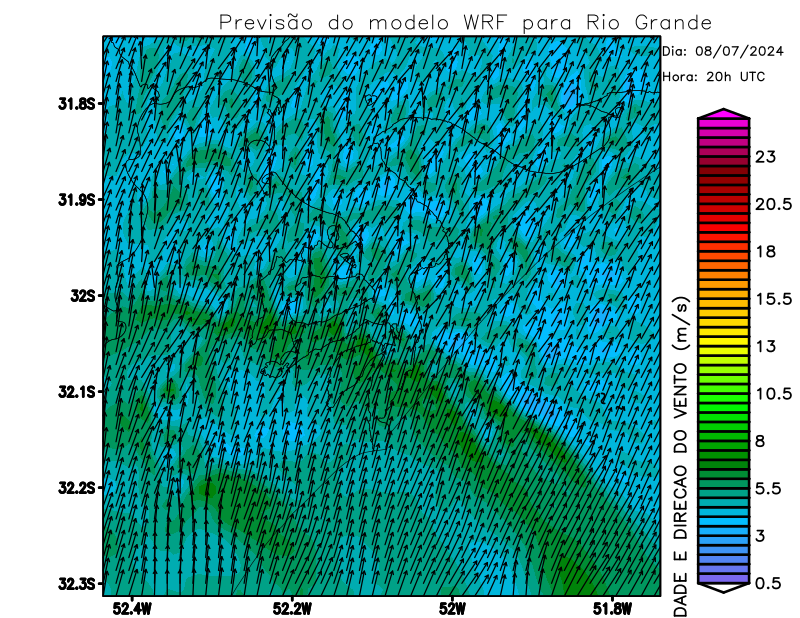 Previsão do modelo WRF para Rio Grande
Dia: 08/07/2024
Hora: 20h UTC
31.8S
31.9S
32S
32.1S
32.2S
32.3S
52.4W
52.2W
52W
51.8W
DADE E DIRECAO DO VENTO (m/s)
23
20.5
18
15.5
13
10.5
8
5.5
3
0.5